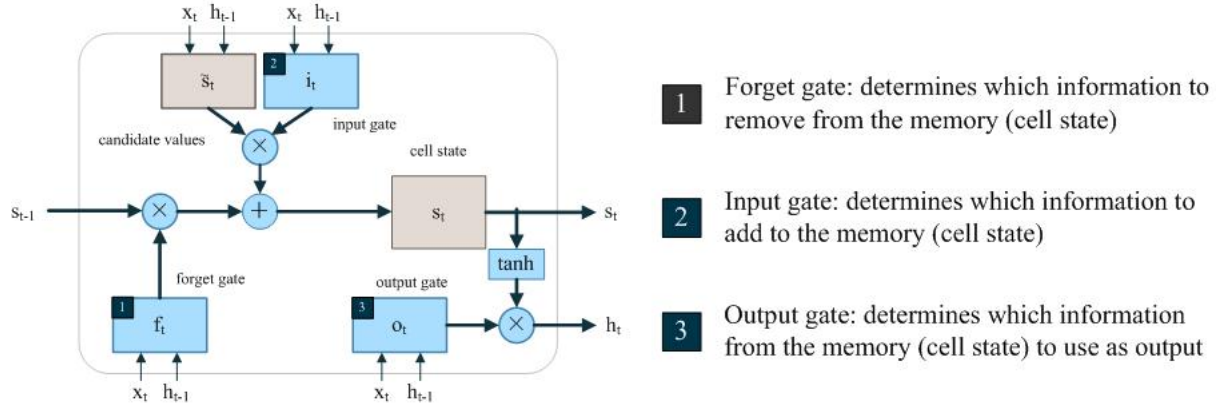 xₜ hₜ₋₁ xₜ hₜ₋₁
s̃ₜ 2 iₜ
input gate
candidate values ×
cell state
sₜ₋₁ × + sₜ sₜ
tanh
forget gate output gate
1 fₜ 3 oₜ × hₜ
xₜ hₜ₋₁ xₜ hₜ₋₁
1 Forget gate: determines which information to
remove from the memory (cell state)
2 Input gate: determines which information to
add to the memory (cell state)
3 Output gate: determines which information
from the memory (cell state) to use as output